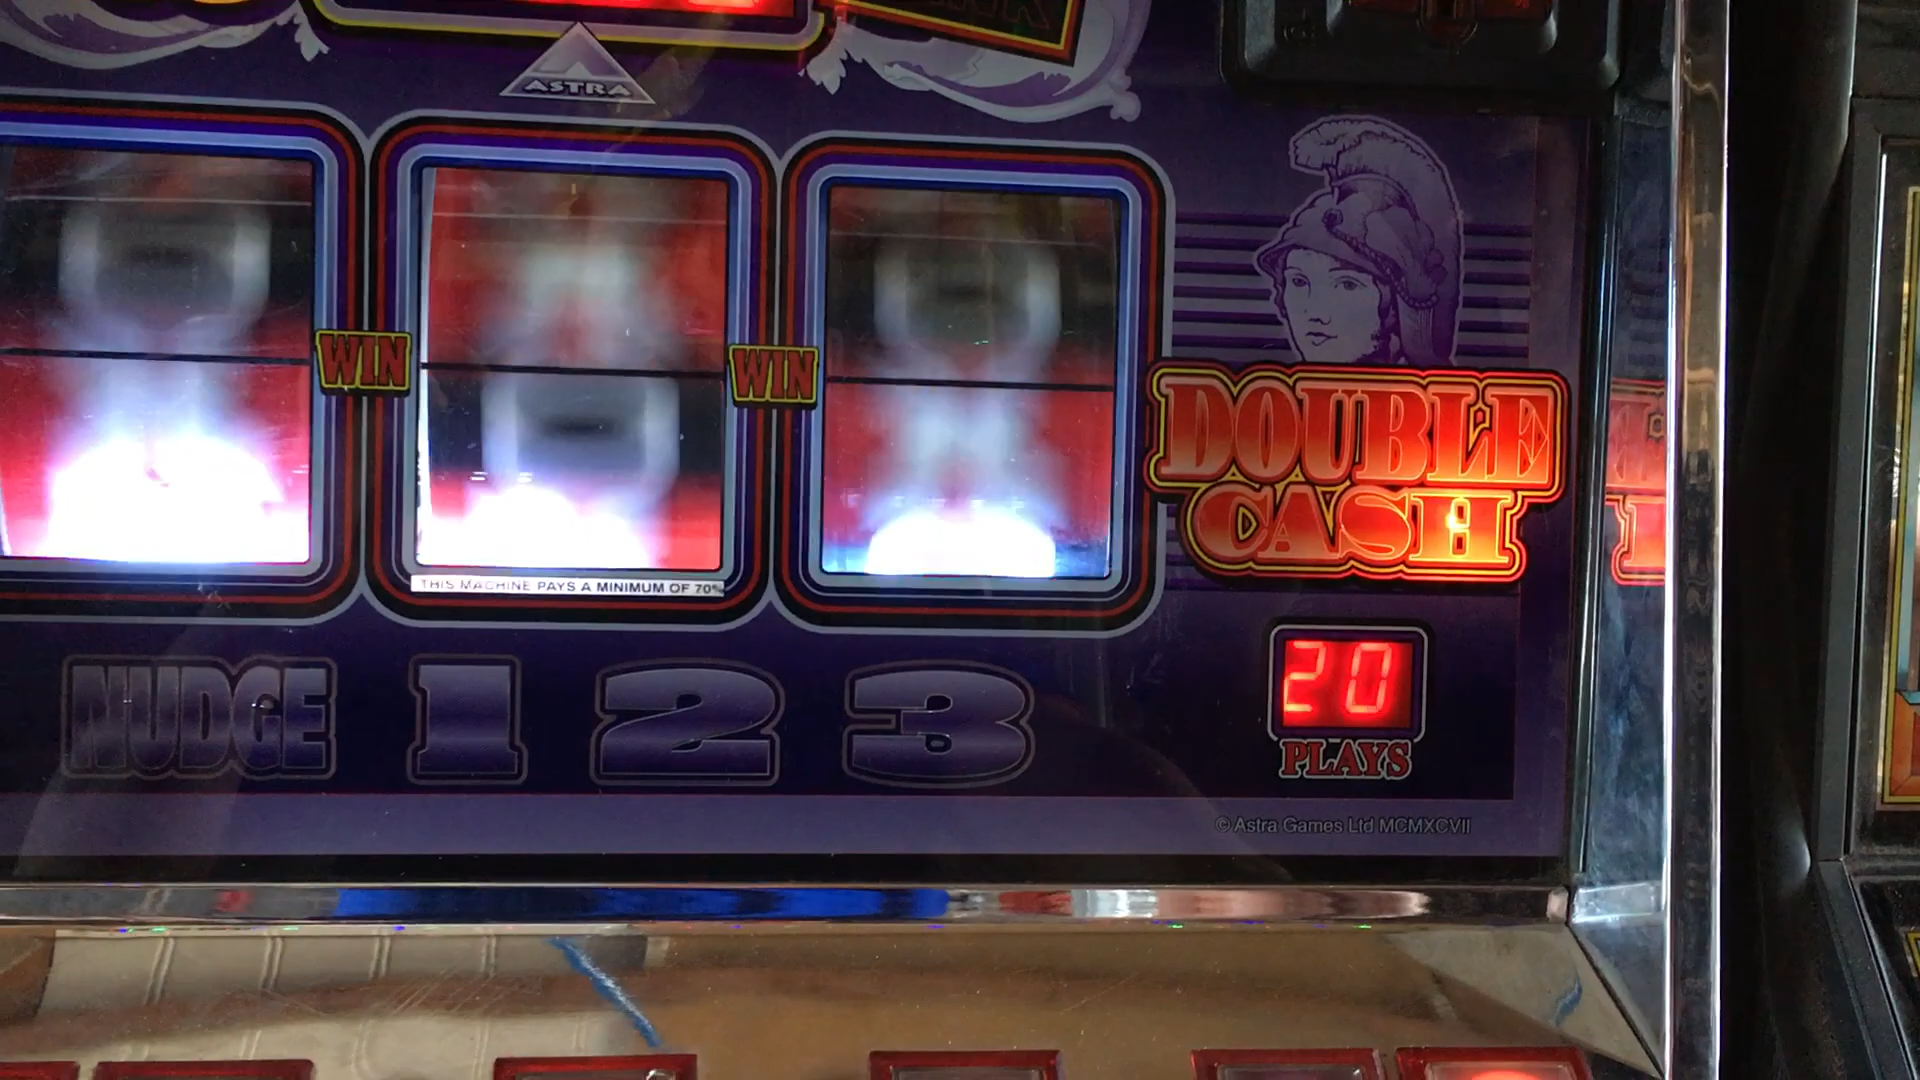 ASTRA
WIN
WIN
DOUBLE
CASH
THIS MACHINE PAYS A MINIMUM OF 70%
NUDGE 1 2 3
20
PLAYS
© Astra Games Ltd MCMXCVII